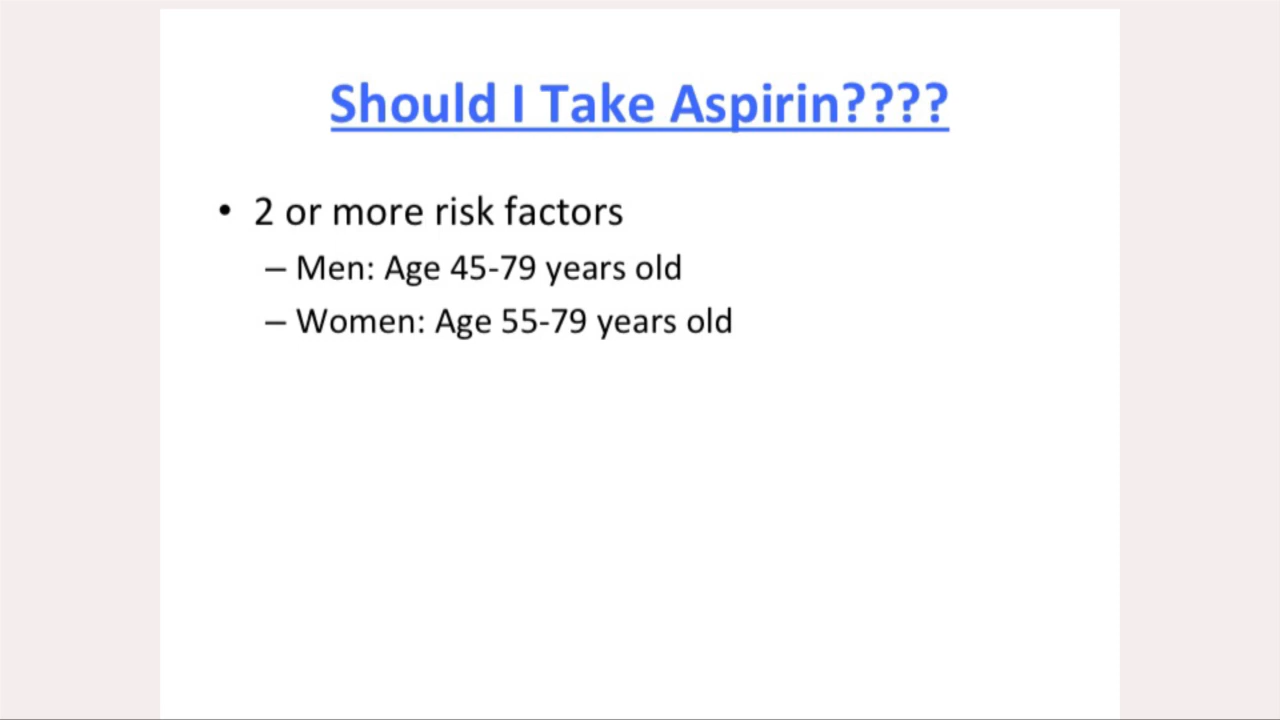 Should I Take Aspirin????
• 2 or more risk factors
– Men: Age 45-79 years old
– Women: Age 55-79 years old